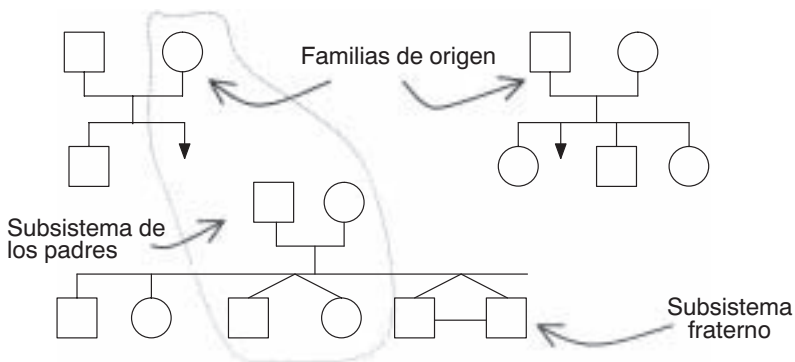 Familias de origen
Subsistema de
los padres
Subsistema
fraterno